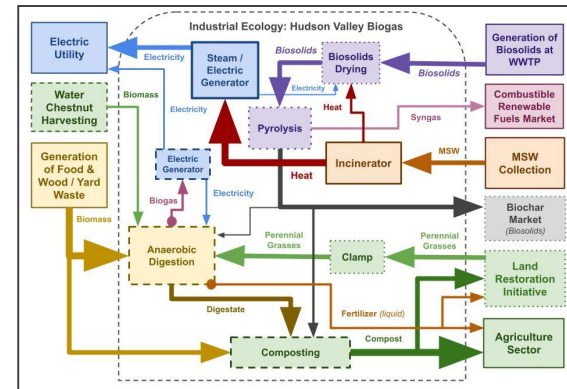 Industrial Ecology: Hudson Valley Biogas
Electric
Utility
Electricity
Steam /
Electric
Generator
Biosolids
Biosolids
Drying
Biosolids
Generation of
Biosolids at
WWTP
Electricity
Electricity
Water
Chestnut
Harvesting
Biomass
Heat
Pyrolysis
Syngas
Combustible
Renewable
Fuels Market
Generation
of Food &
Wood / Yard
Waste
Electric
Generator
Heat
Incinerator
MSW
MSW
Collection
Electricity
Biogas
Biomass
Biochar
Market
(Biosolids)
Anaerobic
Digestion
Perennial
Grasses
Clamp
Perennial
Grasses
Land
Restoration
Initiative
Digestate
Fertilizer (liquid)
Compost
Composting
Agriculture
Sector